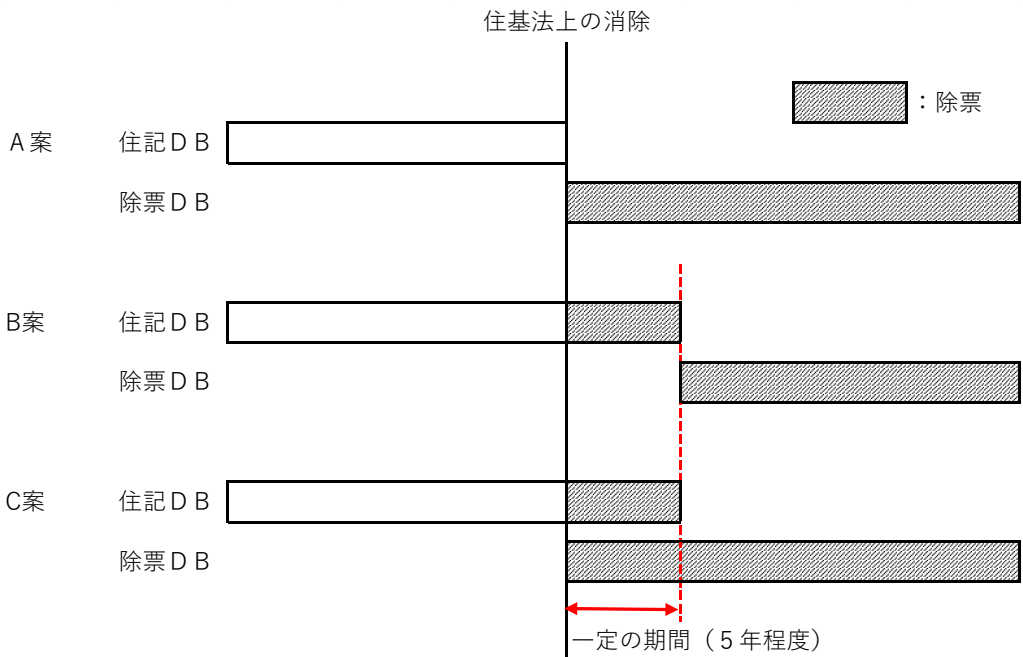 住基法上の消除
：除票
A案 住記ＤＢ
除票ＤＢ
B案 住記ＤＢ
除票ＤＢ
C案 住記ＤＢ
除票ＤＢ
一定の期間（５年程度）